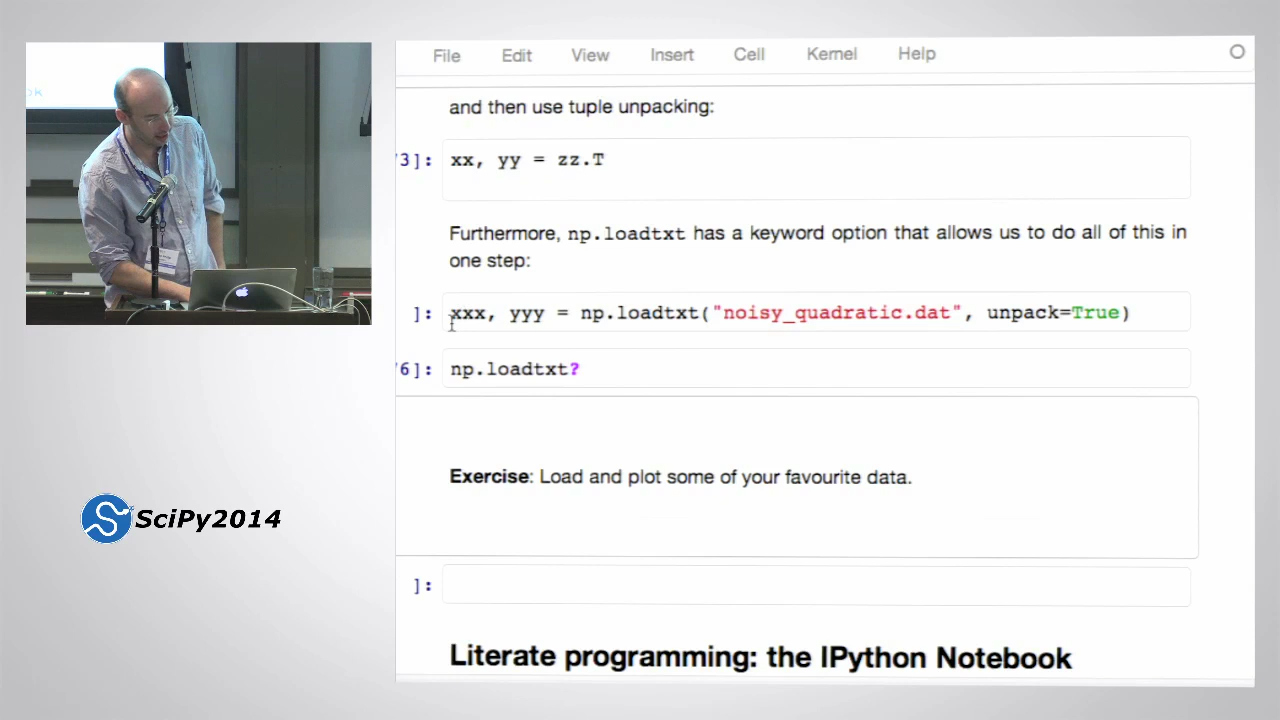 File Edit View Insert Cell Kernel Help
and then use tuple unpacking:
3]: xx, yy = zz.T
Furthermore, np.loadtxt has a keyword option that allows us to do all of this in
one step:
]: xxx, yyy = np.loadtxt("noisy_quadratic.dat", unpack=True)
6]: np.loadtxt?
Exercise: Load and plot some of your favourite data.
]:
Literate programming: the IPython Notebook
SciPy2014